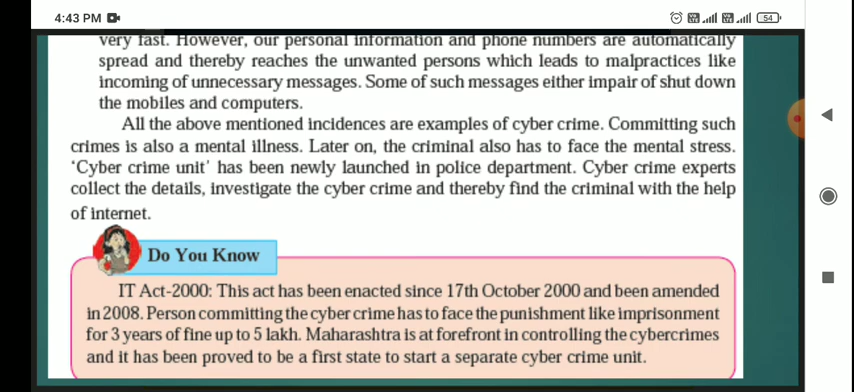 4:43 PM
54
very fast. However, our personal information and phone numbers are automatically
spread and thereby reaches the unwanted persons which leads to malpractices like
incoming of unnecessary messages. Some of such messages either impair of shut down
the mobiles and computers.
All the above mentioned incidences are examples of cyber crime. Committing such
crimes is also a mental illness. Later on, the criminal also has to face the mental stress.
‘Cyber crime unit’ has been newly launched in police department. Cyber crime experts
collect the details, investigate the cyber crime and thereby find the criminal with the help
of internet.
Do You Know
IT Act-2000: This act has been enacted since 17th October 2000 and been amended
in 2008. Person committing the cyber crime has to face the punishment like imprisonment
for 3 years of fine up to 5 lakh. Maharashtra is at forefront in controlling the cybercrimes
and it has been proved to be a first state to start a separate cyber crime unit.